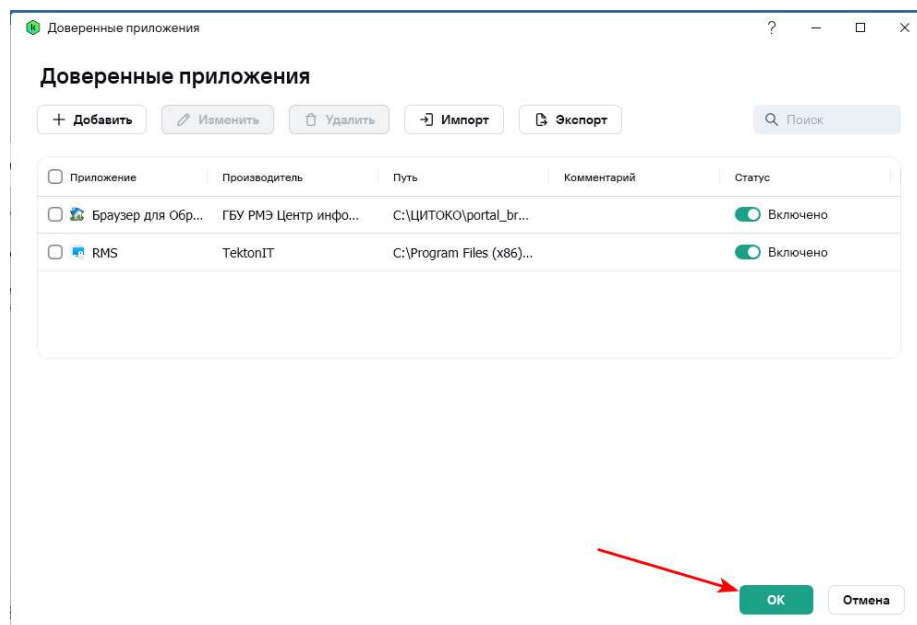 Доверенные приложения
?
Доверенные приложения
Добавить Изменить Удалить Импорт Экспорт Поиск
Приложение Производитель Путь Комментарий Статус
Браузер для Обр... ГБУ РМЭ Центр инфо... C:\ЦИТОКО\portal_br... Включено
RMS TektonIT C:\Program Files (x86)... Включено
ОК Отмена